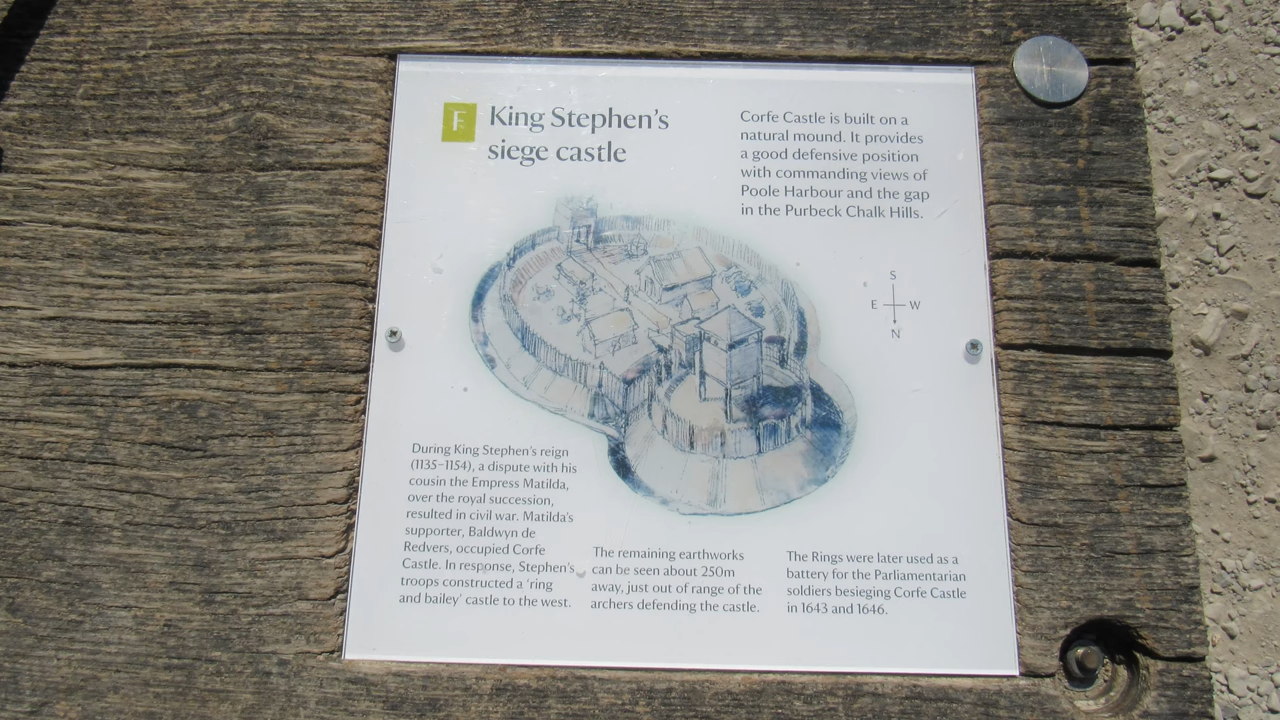 F
King Stephen's
siege castle
Corfe Castle is built on a
natural mound. It provides
a good defensive position
with commanding views of
Poole Harbour and the gap
in the Purbeck Chalk Hills.
S
E W
N
During King Stephen's reign
(1135–1154), a dispute with his
cousin the Empress Matilda,
over the royal succession,
resulted in civil war. Matilda's
supporter, Baldwyn de
Redvers, occupied Corfe
Castle. In response, Stephen's
troops constructed a 'ring
and bailey' castle to the west.
The remaining earthworks
can be seen about 250m
away, just out of range of the
archers defending the castle.
The Rings were later used as a
battery for the Parliamentarian
soldiers besieging Corfe Castle
in 1643 and 1646.